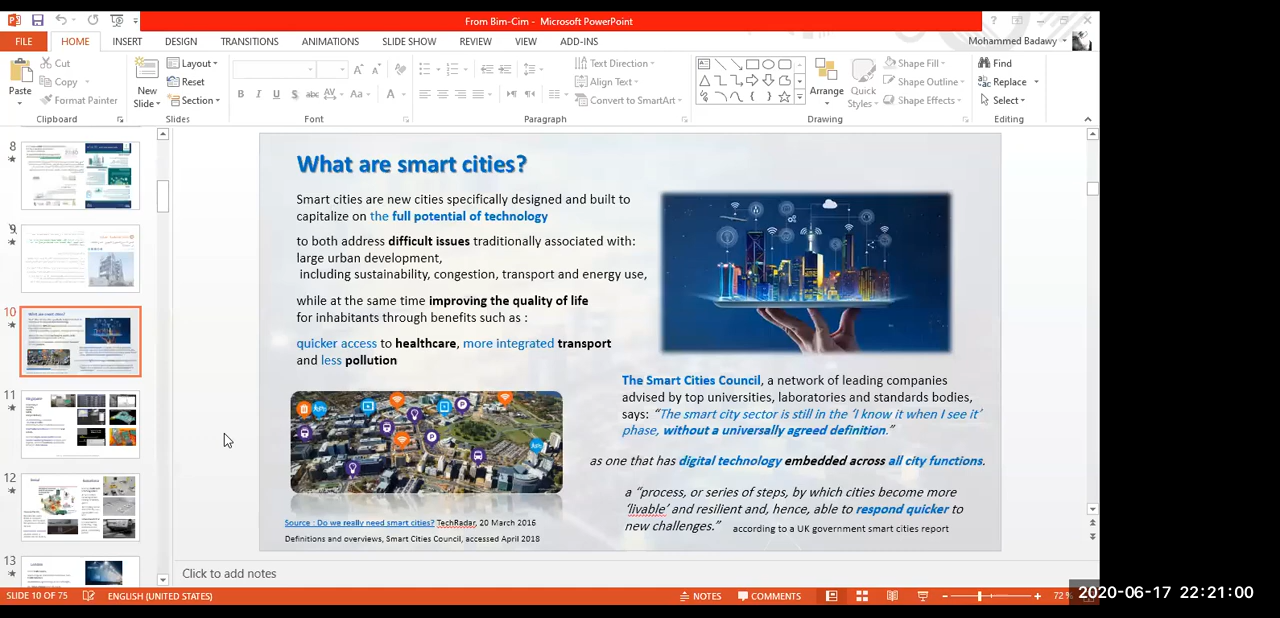 From Bim-Cim - Microsoft PowerPoint
FILE
HOME
INSERT
DESIGN
TRANSITIONS
ANIMATIONS
SLIDE SHOW
REVIEW
VIEW
ADD-INS
Mohammed Badawy
Paste
Cut
Copy
Format Painter
Clipboard
New
Slide
Layout
Reset
Section
Slides
B I U S abc AV Aa A
Font
Text Direction
Align Text
Convert to SmartArt
Paragraph
Arrange
Quick
Styles
Shape Fill
Shape Outline
Shape Effects
Drawing
Find
Replace
Select
Editing
8
9
10
11
12
13
What are smart cities?
Smart cities are new cities specifically designed and built to
capitalize on the full potential of technology
to both address difficult issues traditionally associated with:
large urban development,
including sustainability, congestion, transport and energy use,
while at the same time improving the quality of life
for inhabitants through benefits such as :
quicker access to healthcare, more integrated transport
and less pollution
The Smart Cities Council, a network of leading companies
advised by top universities, laboratories and standards bodies,
says: “The smart city sector is still in the ‘I know it when I see it’
phase, without a universally agreed definition.”
as one that has digital technology embedded across all city functions.
a “process, or series of steps, by which cities become more
‘livable’ and resilient and, hence, able to respond quicker to
new challenges. The UK government smart cities report
Source : Do we really need smart cities? TechRadar, 20 March 2016
Definitions and overviews, Smart Cities Council, accessed April 2018
Click to add notes
SLIDE 10 OF 75
ENGLISH (UNITED STATES)
NOTES
COMMENTS
72 %
2020-06-17 22:21:00